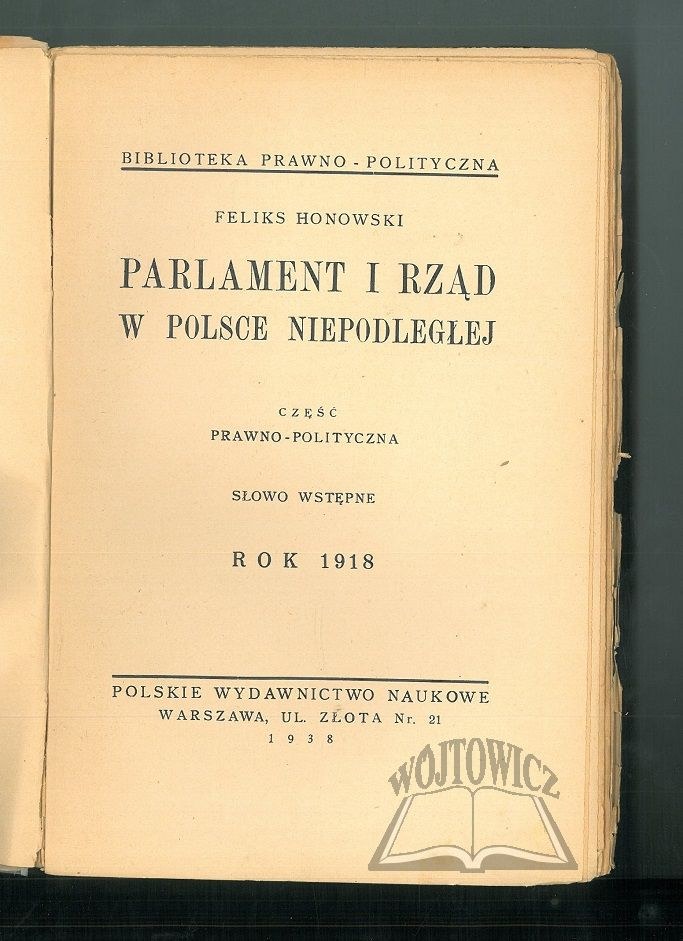 BIBLIOTEKA PRAWNO - POLITYCZNA
FELIKS HONOWSKI
PARLAMENT I RZĄD
W POLSCE NIEPODLEGŁEJ
CZĘŚĆ
PRAWNO-POLITYCZNA
SŁOWO WSTĘPNE
ROK 1918
POLSKIE WYDAWNICTWO NAUKOWE
WARSZAWA, UL. ZŁOTA Nr. 21
1938
WÓJTOWICZ